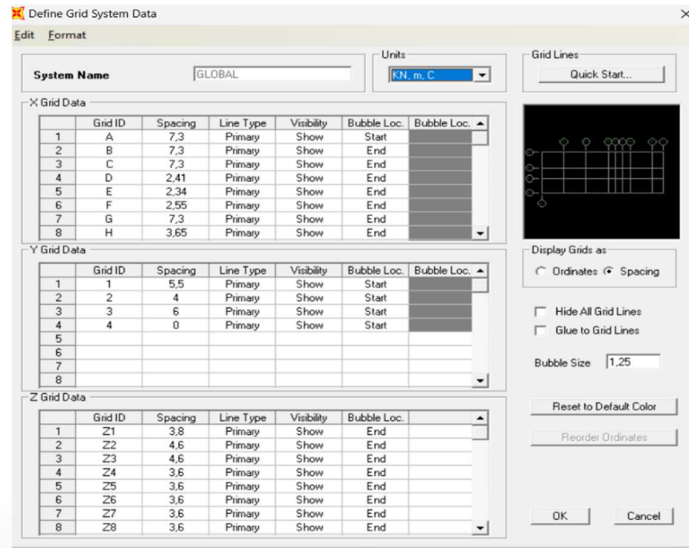 Define Grid System Data
Edit Format
System Name GLOBAL
Units
KN, m, C
Grid Lines
Quick Start...
X Grid Data
Grid ID Spacing Line Type Visibility Bubble Loc. Bubble Loc.
1 A 7,3 Primary Show Start
2 B 7,3 Primary Show End
3 C 7,3 Primary Show End
4 D 2,41 Primary Show End
5 E 2,34 Primary Show End
6 F 2,55 Primary Show End
7 G 7,3 Primary Show End
8 H 3,65 Primary Show End
Y Grid Data
Grid ID Spacing Line Type Visibility Bubble Loc. Bubble Loc.
1 1 5,5 Primary Show Start
2 2 4 Primary Show Start
3 3 6 Primary Show Start
4 4 0 Primary Show Start
5
6
7
8
Display Grids as
Ordinates Spacing
Hide All Grid Lines
Glue to Grid Lines
Bubble Size 1,25
Z Grid Data
Grid ID Spacing Line Type Visibility Bubble Loc.
1 Z1 3,8 Primary Show End
2 Z2 4,6 Primary Show End
3 Z3 4,6 Primary Show End
4 Z4 3,6 Primary Show End
5 Z5 3,6 Primary Show End
6 Z6 3,6 Primary Show End
7 Z7 3,6 Primary Show End
8 Z8 3,6 Primary Show End
Reset to Default Color
Reorder Ordinates
OK Cancel